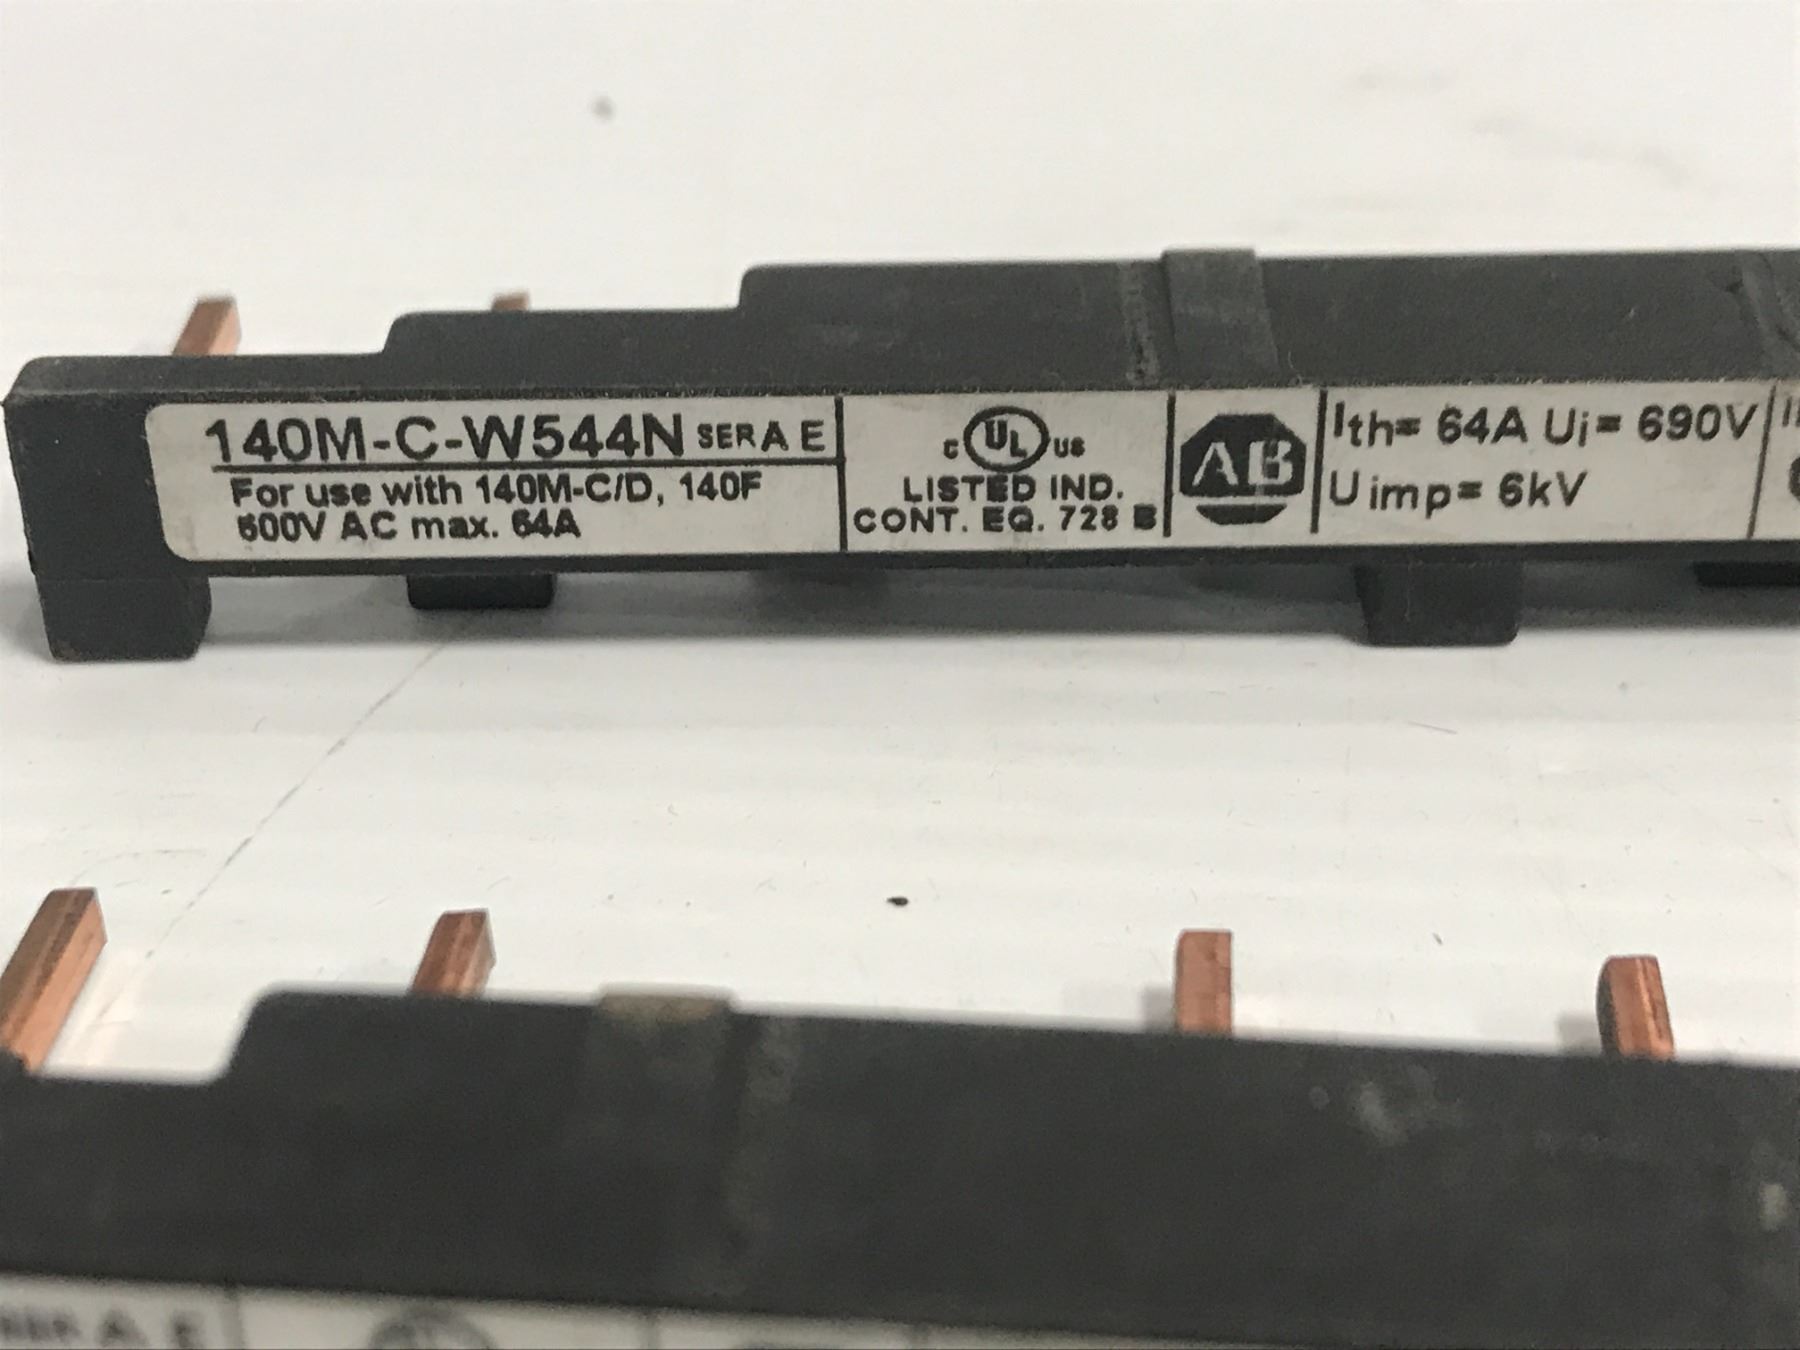 140M-C-W544N SER A E
For use with 140M-C/D, 140F
600V AC max. 64A
C UL US
LISTED IND.
CONT. EQ. 728 B
AB
Ith= 64A Ui= 690V
Uimp= 6kV
A E